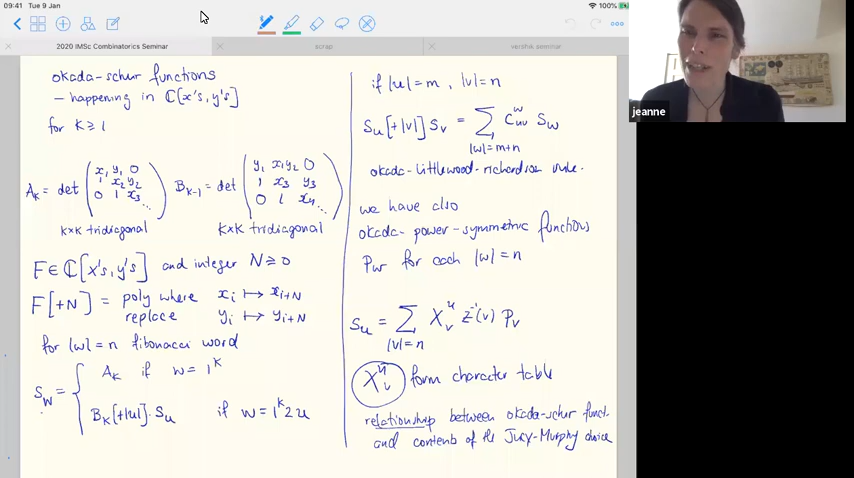 09:41 Tue 9 Jan
100%
2020 IMSc Combinatorics Seminar
scrap
vershik seminar
okada-schur functions
- happening in ℂ[x's, y's]
for K ≥ 1
A_K = det ( x₁ y₁ 0 B_{K-1} = det ( y₁ x₁y₂ 0
1 x₂ y₂ 1 x₃ y₃
0 1 x₃ ⋱ ) 0 1 x₄ ⋱ )
K×K tridiagonal K×K tridiagonal
F ∈ ℂ[x's, y's] and integer N ≥ 0
F[+N] = poly where x_i ↦ x_{i+N}
replace y_i ↦ y_{i+N}
for |w| = n fibonacci word
S_w = { A_K if w = 1^K
B_K[+|u|] · S_u if w = 1^K 2 u
if |u| = m, |v| = n
S_u[+|v|] S_v = Σ C^w_{uv} S_w
|w| = m+n
okada-Littlewood-richardson rule.
we have also
okada-power-symmetric functions
P_w for each |w| = n
S_u = Σ X^u_v z⁻¹(v) P_v
|v| = n
X^u_v form character table
relationship between okada-schur funct
and contents of the Jucy-Murphy choice
jeanne